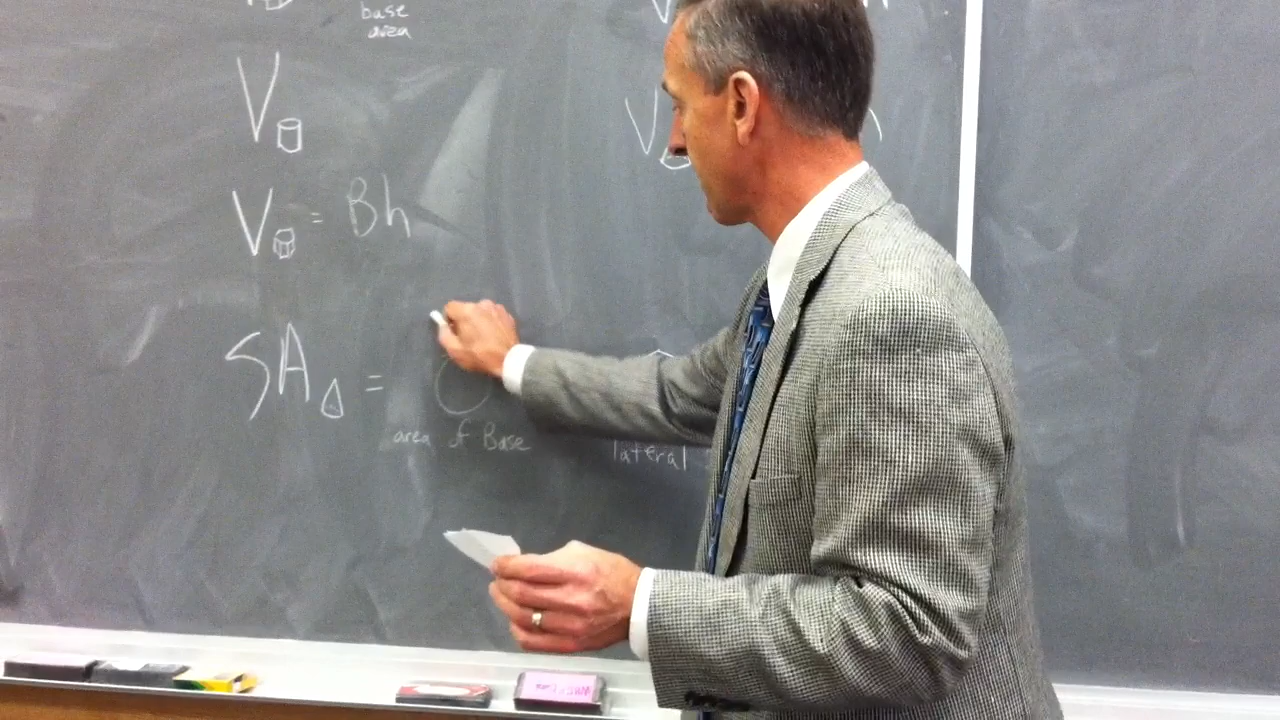 base
area
V
V
V = Bh
SA =
area of Base
lateral